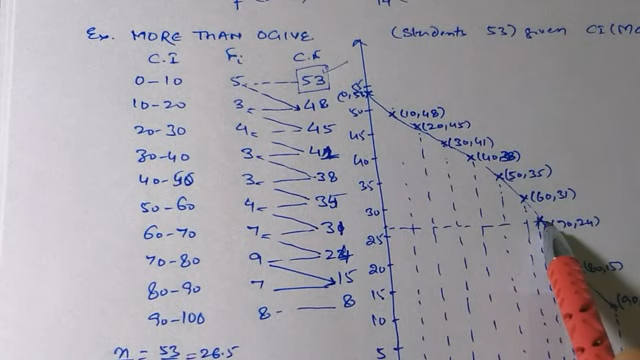 Ex. MORE THAN OGIVE (Students 53) given CI (Mo
C.I Fi C.F
0-10 5 53
10-20 3 48
20-30 4 45
30-40 3 41
40-50 3 38
50-60 4 35
60-70 7 31
70-80 9 24
80-90 7 15
90-100 8 8
n = 53 = 26.5
55
50
45
40
35
30
25
20
15
10
5
(10,48)
(20,45)
(30,41)
(40,38)
(50,35)
(60,31)
(70,24)
(80,15)
(90